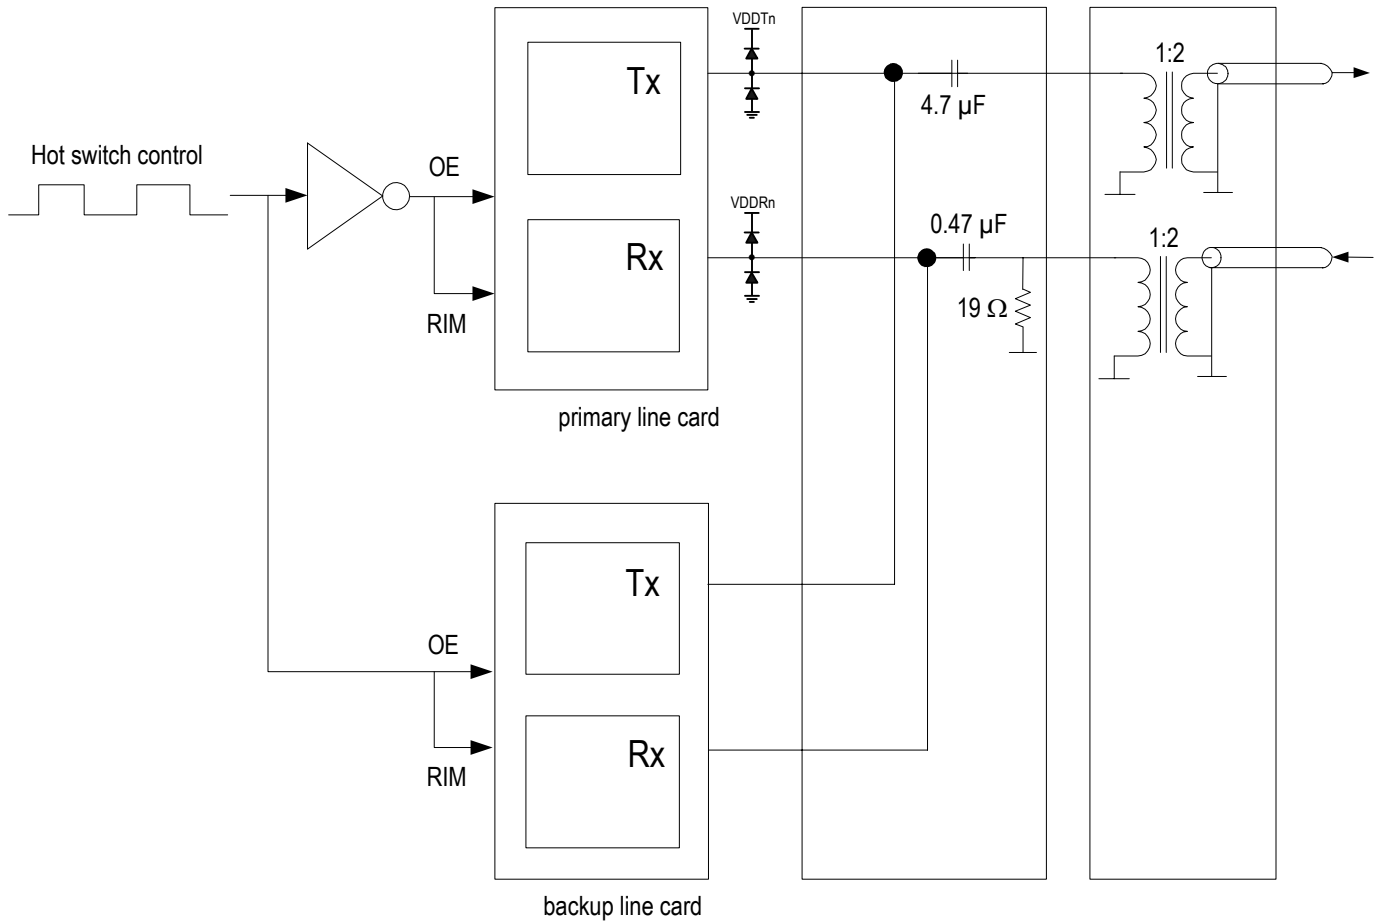 VDDTn
Tx
1:2
4.7 µF
Hot switch control
OE
VDDRn
Rx
0.47 µF
1:2
19 Ω
RIM
primary line card
Tx
OE
Rx
RIM
backup line card